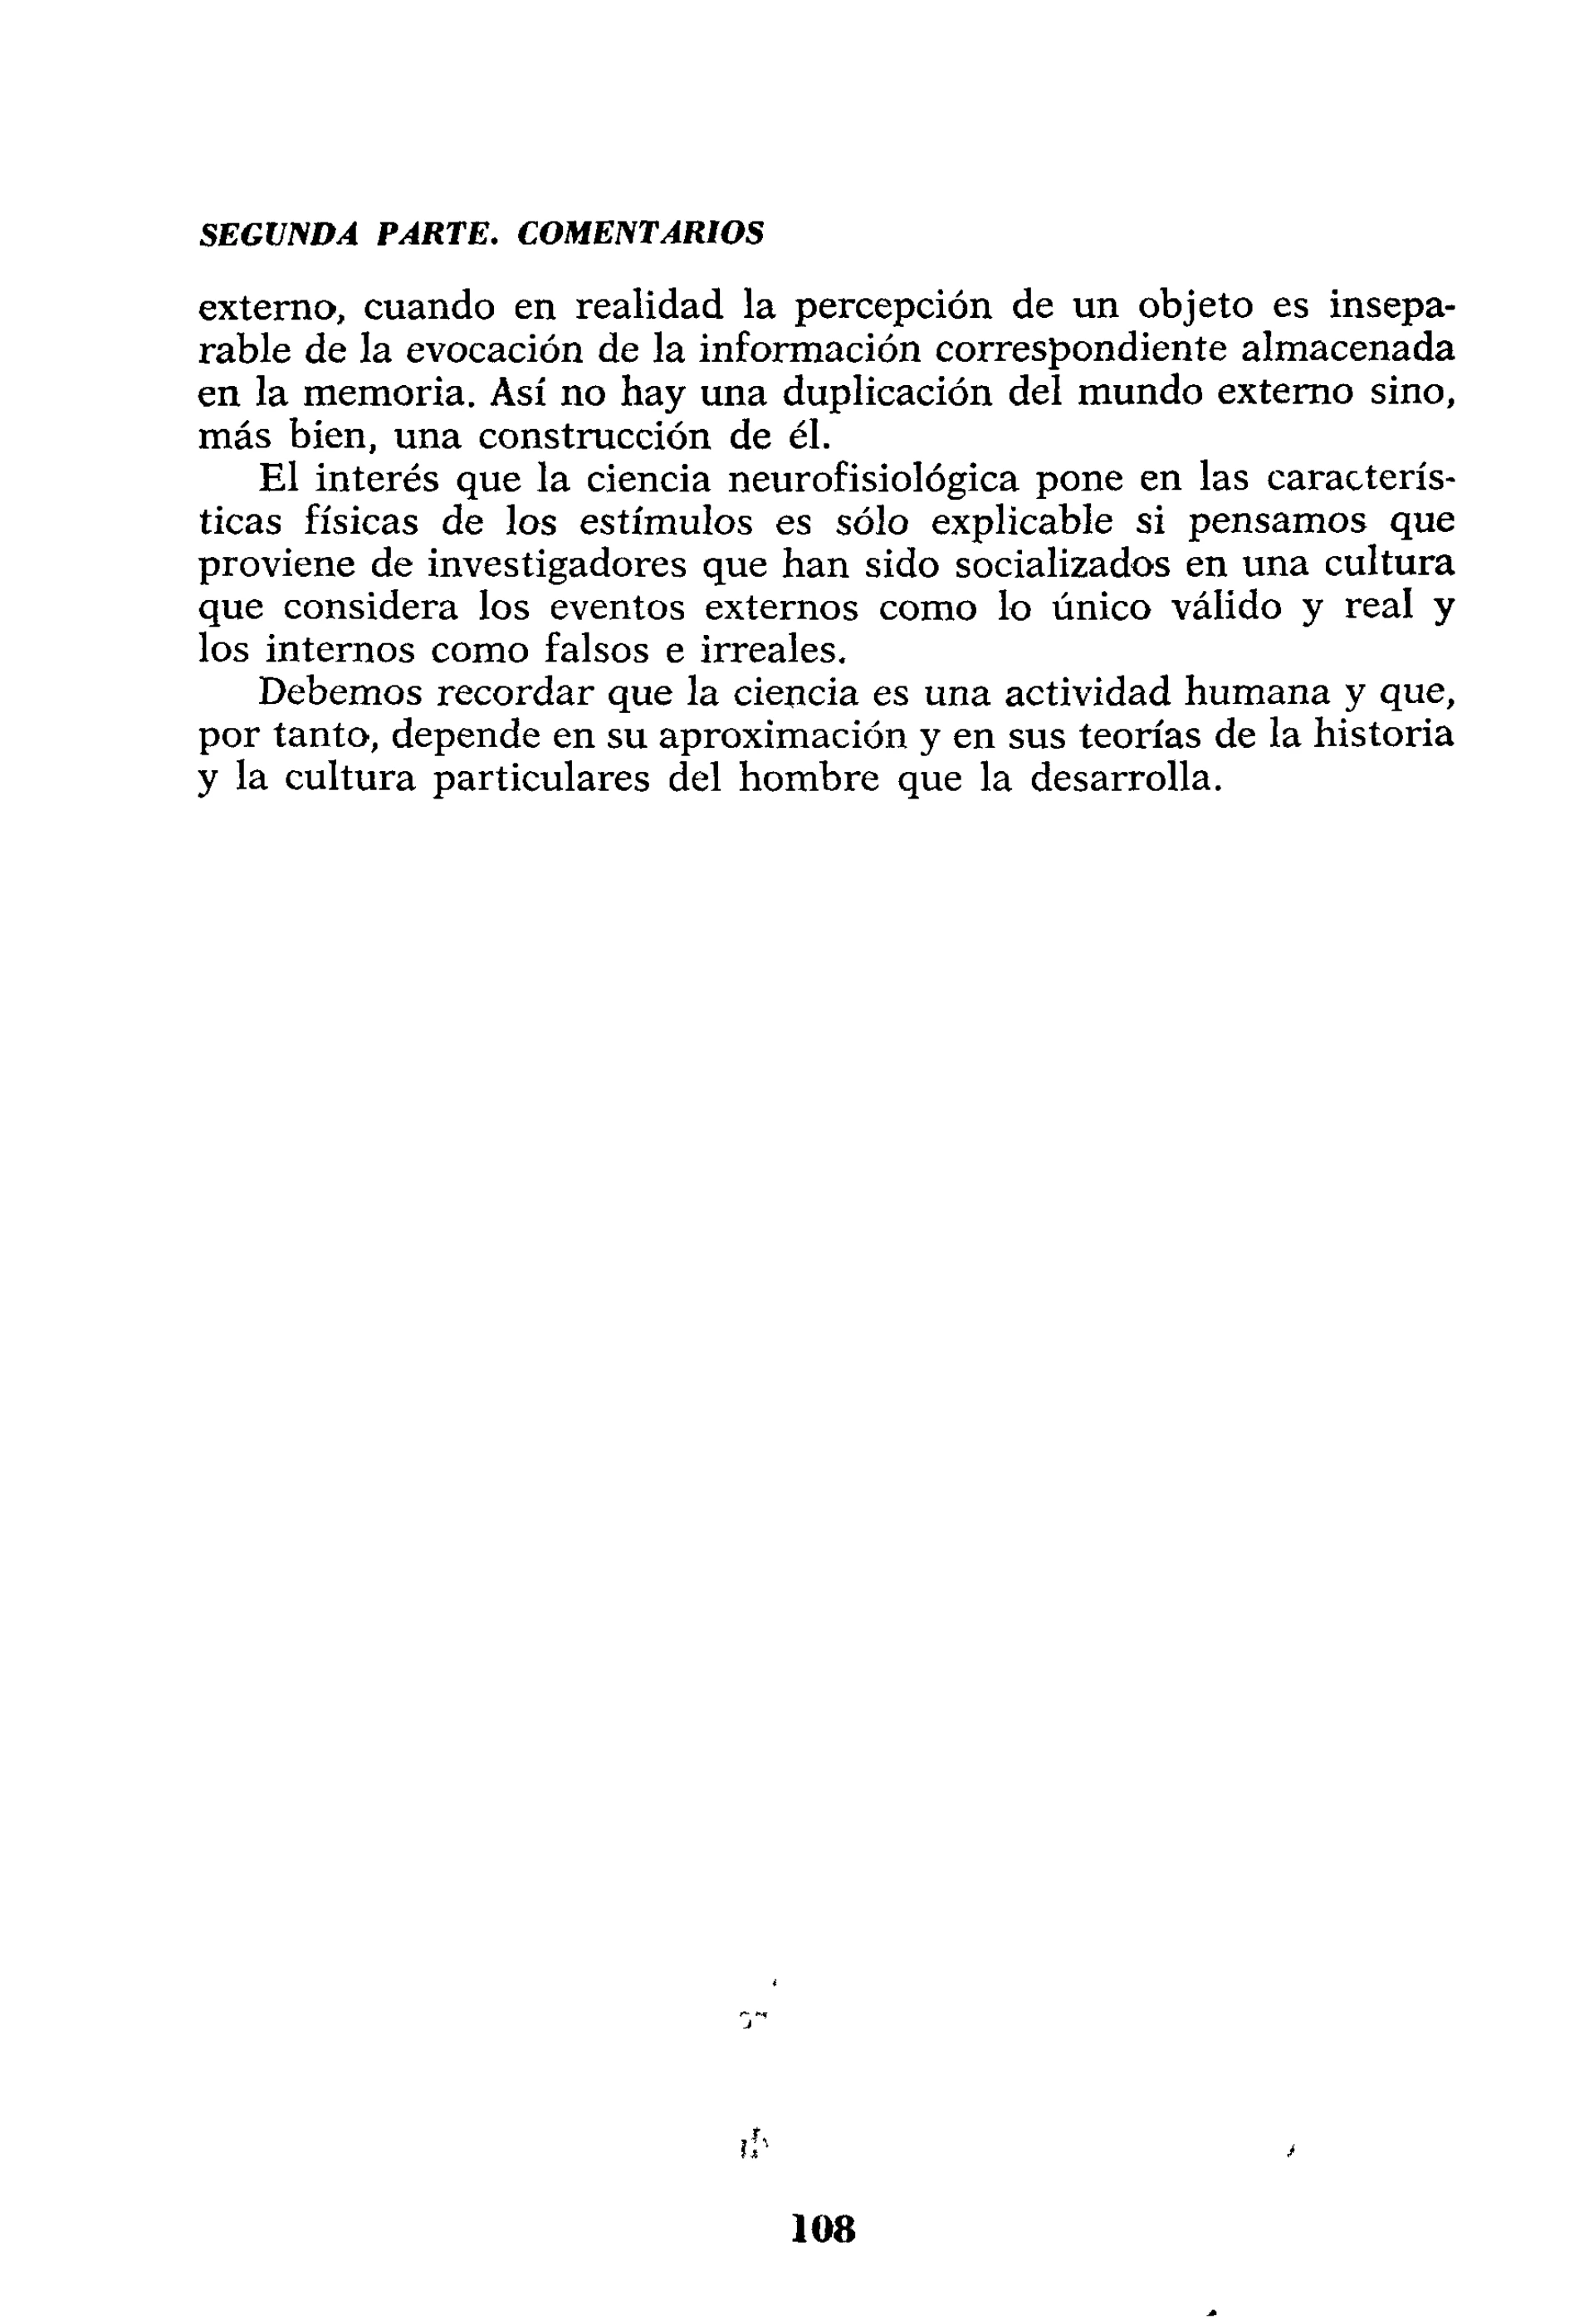 SEGUNDA PARTE. COMENTARIOS
externo, cuando en realidad la percepción de un objeto es insepa-
rable de la evocación de la información correspondiente almacenada
en la memoria. Así no hay una duplicación del mundo externo sino,
más bien, una construcción de él.
El interés que la ciencia neurofisiológica pone en las caracterís-
ticas físicas de los estímulos es sólo explicable si pensamos que
proviene de investigadores que han sido socializados en una cultura
que considera los eventos externos como lo único válido y real y
los internos como falsos e irreales.
Debemos recordar que la ciencia es una actividad humana y que,
por tanto, depende en su aproximación y en sus teorías de la historia
y la cultura particulares del hombre que la desarrolla.
108